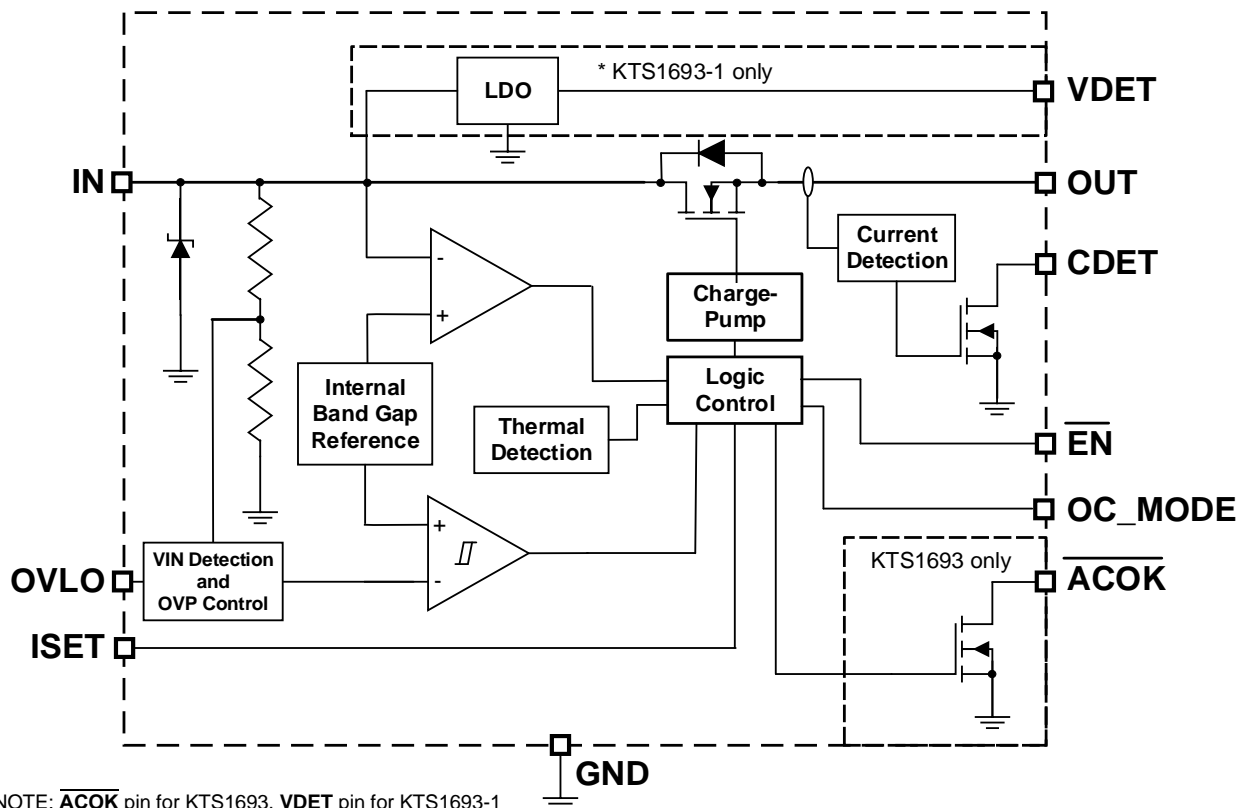 * KTS1693-1 only
LDO
VDET
IN
OUT
Current
Detection
CDET
-
+
Charge-
Pump
Internal
Band Gap
Reference
Logic
Control
Thermal
Detection
EN
OC_MODE
+
-
KTS1693 only
ACOK
OVLO
VIN Detection
and
OVP Control
ISET
GND
NOTE: ACOK pin for KTS1693, VDET pin for KTS1693-1